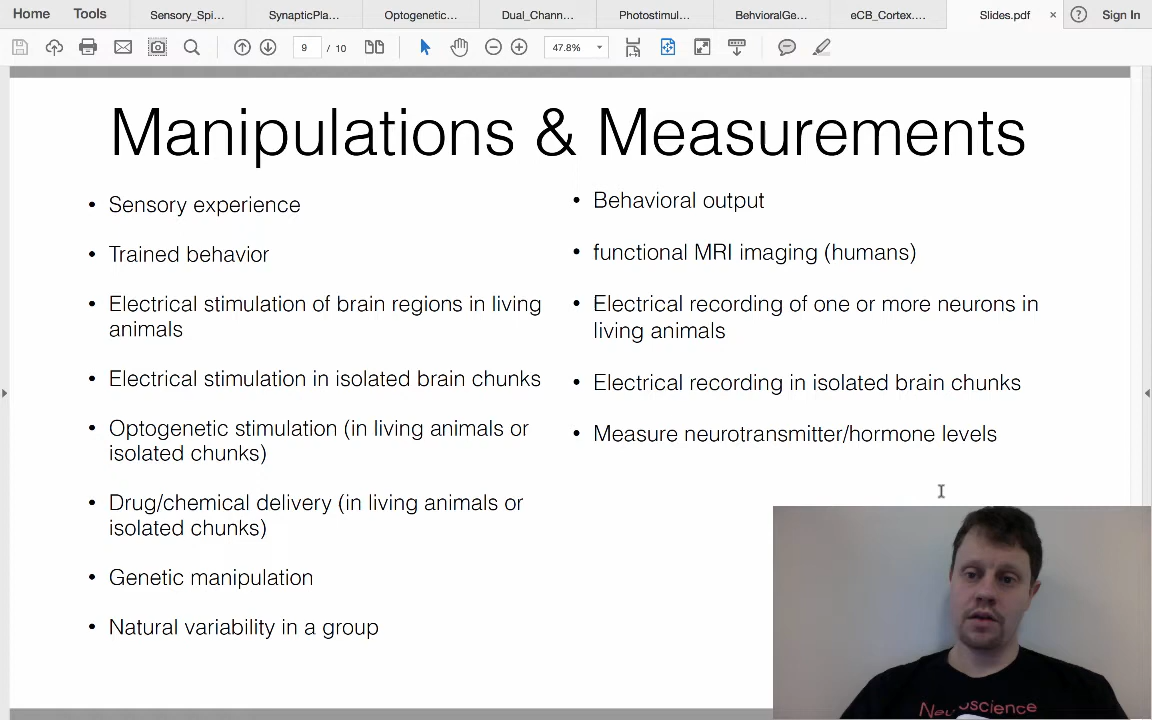 Home Tools Sensory_Spi... SynapticPla... Optogenetic... Dual_Chann... Photostimul... BehvioralGe... eCB_Cortex.... Slides.pdf × ? Sign In
9 / 10 47.8%
Manipulations & Measurements
• Sensory experience
• Trained behavior
• Electrical stimulation of brain regions in living
animals
• Electrical stimulation in isolated brain chunks
• Optogenetic stimulation (in living animals or
isolated chunks)
• Drug/chemical delivery (in living animals or
isolated chunks)
• Genetic manipulation
• Natural variability in a group
• Behavioral output
• functional MRI imaging (humans)
• Electrical recording of one or more neurons in
living animals
• Electrical recording in isolated brain chunks
• Measure neurotransmitter/hormone levels
Neuroscience